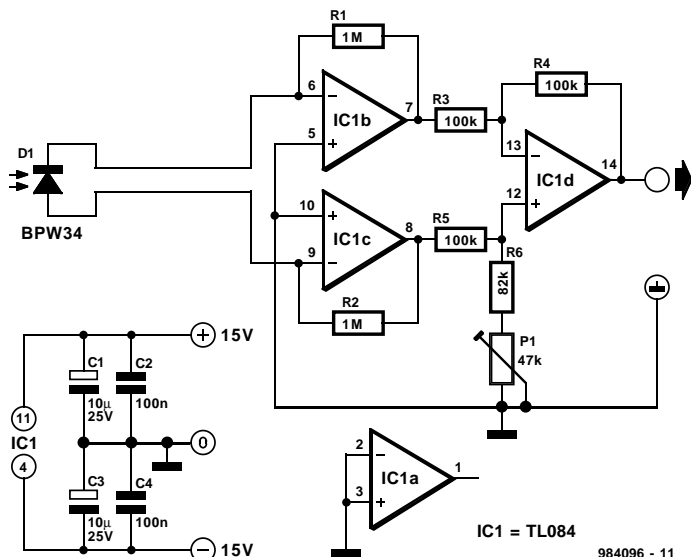 R1
1M
6
−
IC1b
7
5
+
R3
100k
R4
100k
13
−
IC1d
14
12
+
D1
BPW34
10
+
IC1c
8
9
−
R5
100k
R2
1M
R6
82k
P1
47k
+ 15V
C1
10µ
25V
C2
100n
11
IC1
4
0
C3
10µ
25V
C4
100n
− 15V
2
−
IC1a
1
3
+
IC1 = TL084
984096 - 11